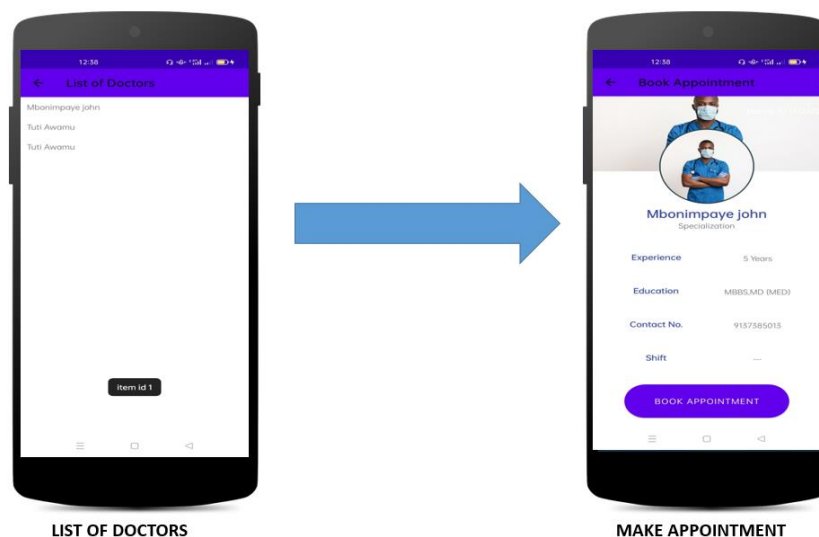 12:38
List of Doctors
Mbonimpaye john
Tuti Awamu
Tuti Awamu
item id 1
LIST OF DOCTORS
12:38
Book Appointment
Mbonimpaye john
Specialization
Experience 5 Years
Education MBBS,MD (MED)
Contact No. 9137385013
Shift ---
BOOK APPOINTMENT
MAKE APPOINTMENT